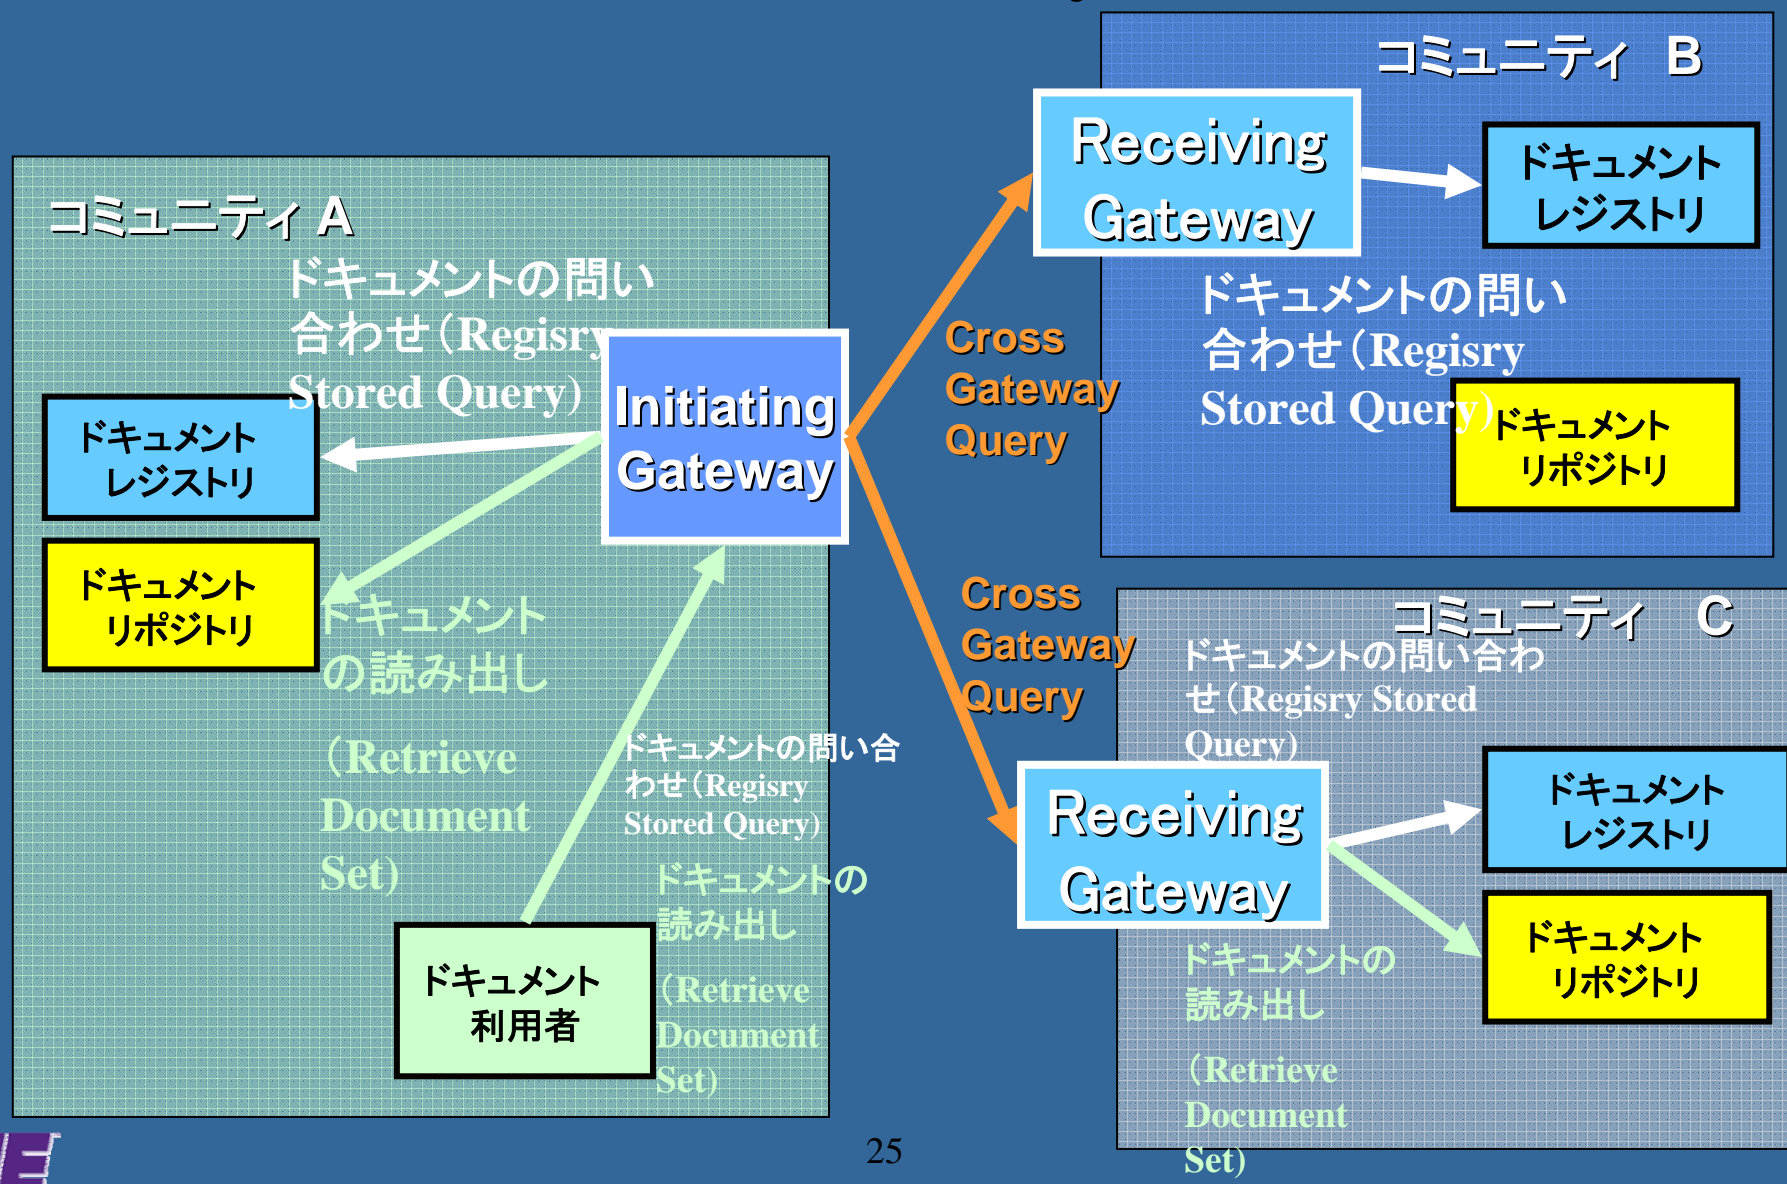 コミュニティ A
ドキュメントの問い
合わせ（Regisry
Stored Query)
ドキュメント
レジストリ
ドキュメント
リポジトリ
Initiating
Gateway
ドキュメント
の読み出し
（Retrieve
Document
Set)
ドキュメントの問い合
わせ（Regisry
Stored Query)
ドキュメントの
読み出し
（Retrieve
Document
Set)
ドキュメント
利用者
Cross
Gateway
Query
Cross
Gateway
Query
コミュニティ B
Receiving
Gateway
ドキュメント
レジストリ
ドキュメントの問い
合わせ（Regisry
Stored Query)
ドキュメント
リポジトリ
コミュニティ C
ドキュメントの問い合わ
せ（Regisry Stored
Query)
Receiving
Gateway
ドキュメント
レジストリ
ドキュメント
リポジトリ
ドキュメントの
読み出し
（Retrieve
Document
Set)
25